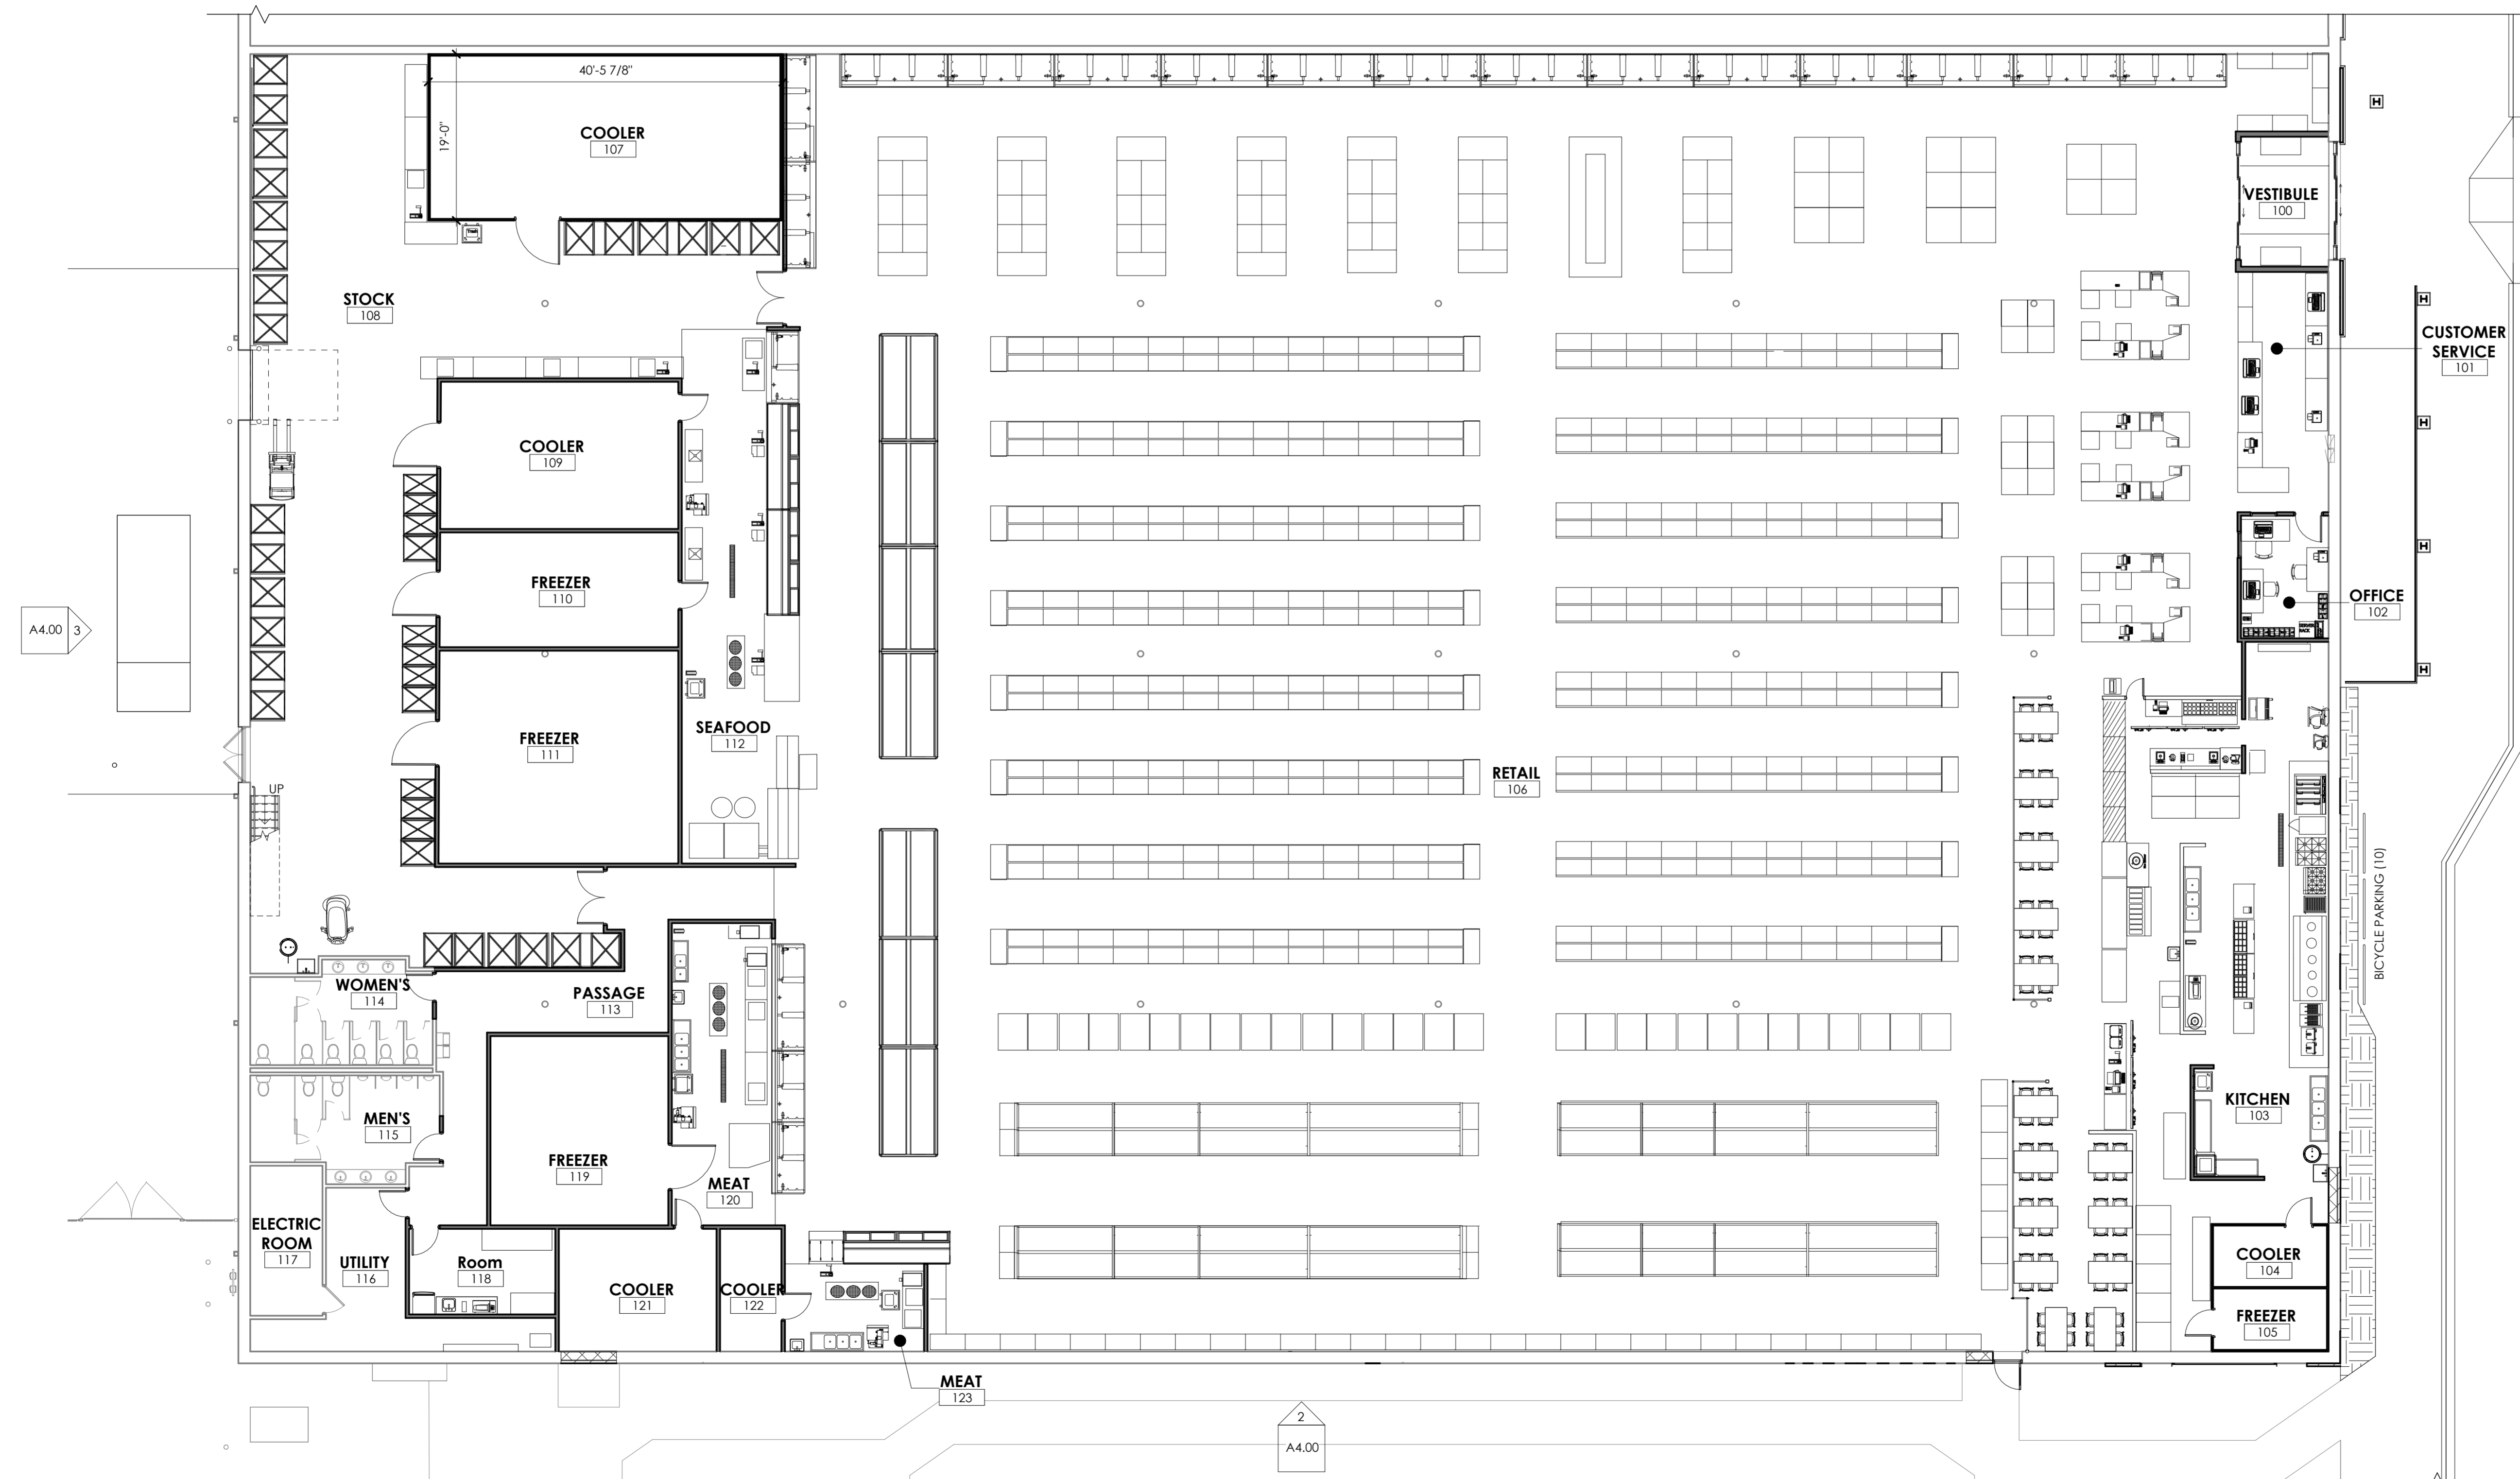 40'-5 7/8"
19'-0"
COOLER
107
VESTIBULE
100
STOCK
108
CUSTOMER
SERVICE
101
COOLER
109
FREEZER
110
OFFICE
102
SERVER
RACK
A4.00
3
FREEZER
111
SEAFOOD
112
RETAIL
106
UP
BICYCLE PARKING (10)
WOMEN'S
114
PASSAGE
113
MEN'S
115
KITCHEN
103
FREEZER
119
MEAT
120
ELECTRIC
ROOM
117
UTILITY
116
Room
118
COOLER
121
COOLER
122
COOLER
104
FREEZER
105
MEAT
123
2
A4.00